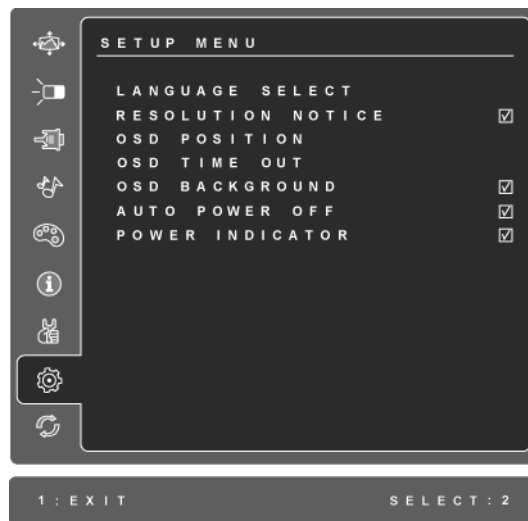 SETUP MENU
LANGUAGE SELECT
RESOLUTION NOTICE
OSD POSITION
OSD TIME OUT
OSD BACKGROUND
AUTO POWER OFF
POWER INDICATOR
1:EXIT SELECT:2